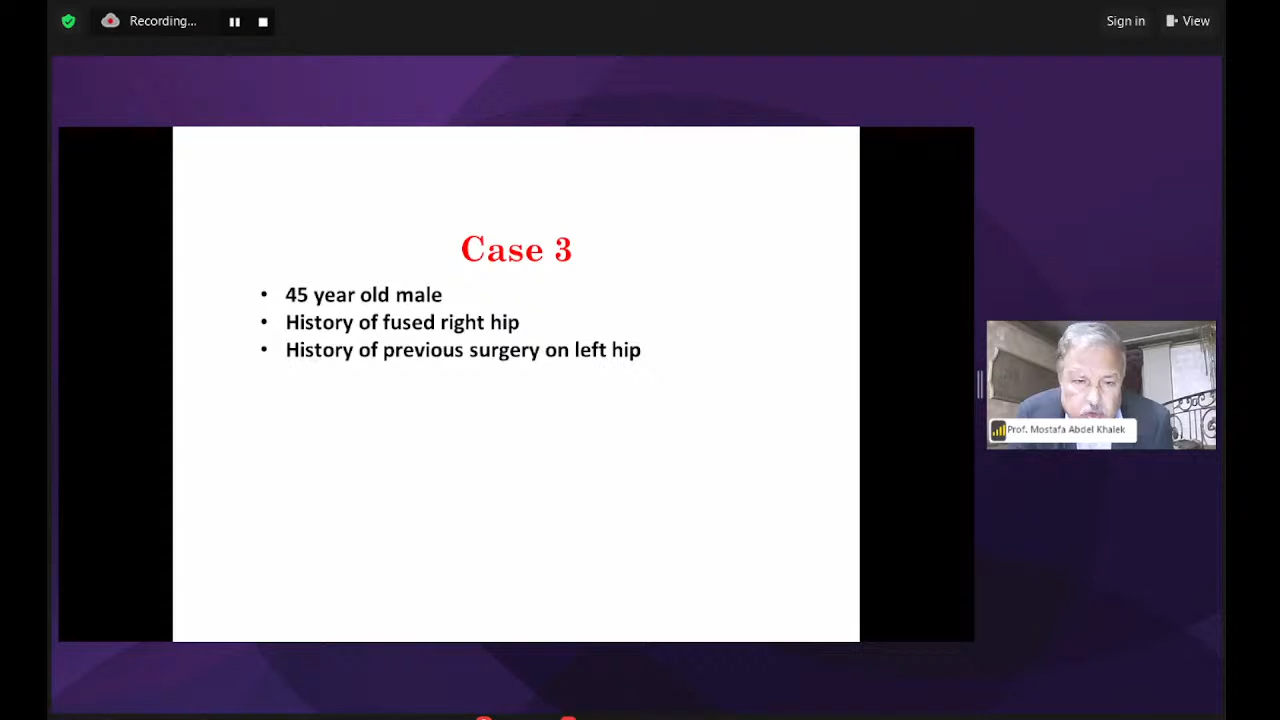 Recording...
Sign in
View
Case 3
• 45 year old male
• History of fused right hip
• History of previous surgery on left hip
Prof. Mostafa Abdel Khalek